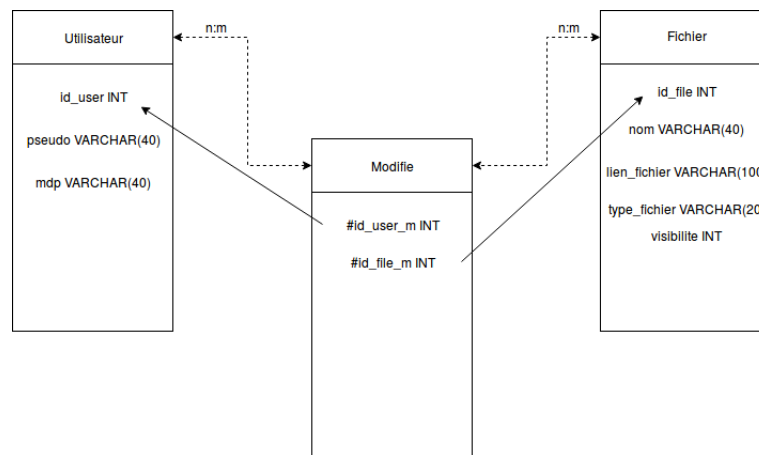 Utilisateur
id_user INT
pseudo VARCHAR(40)
mdp VARCHAR(40)
n:m
Modifie
#id_user_m INT
#id_file_m INT
n:m
Fichier
id_file INT
nom VARCHAR(40)
lien_fichier VARCHAR(100
type_fichier VARCHAR(20
visibilite INT